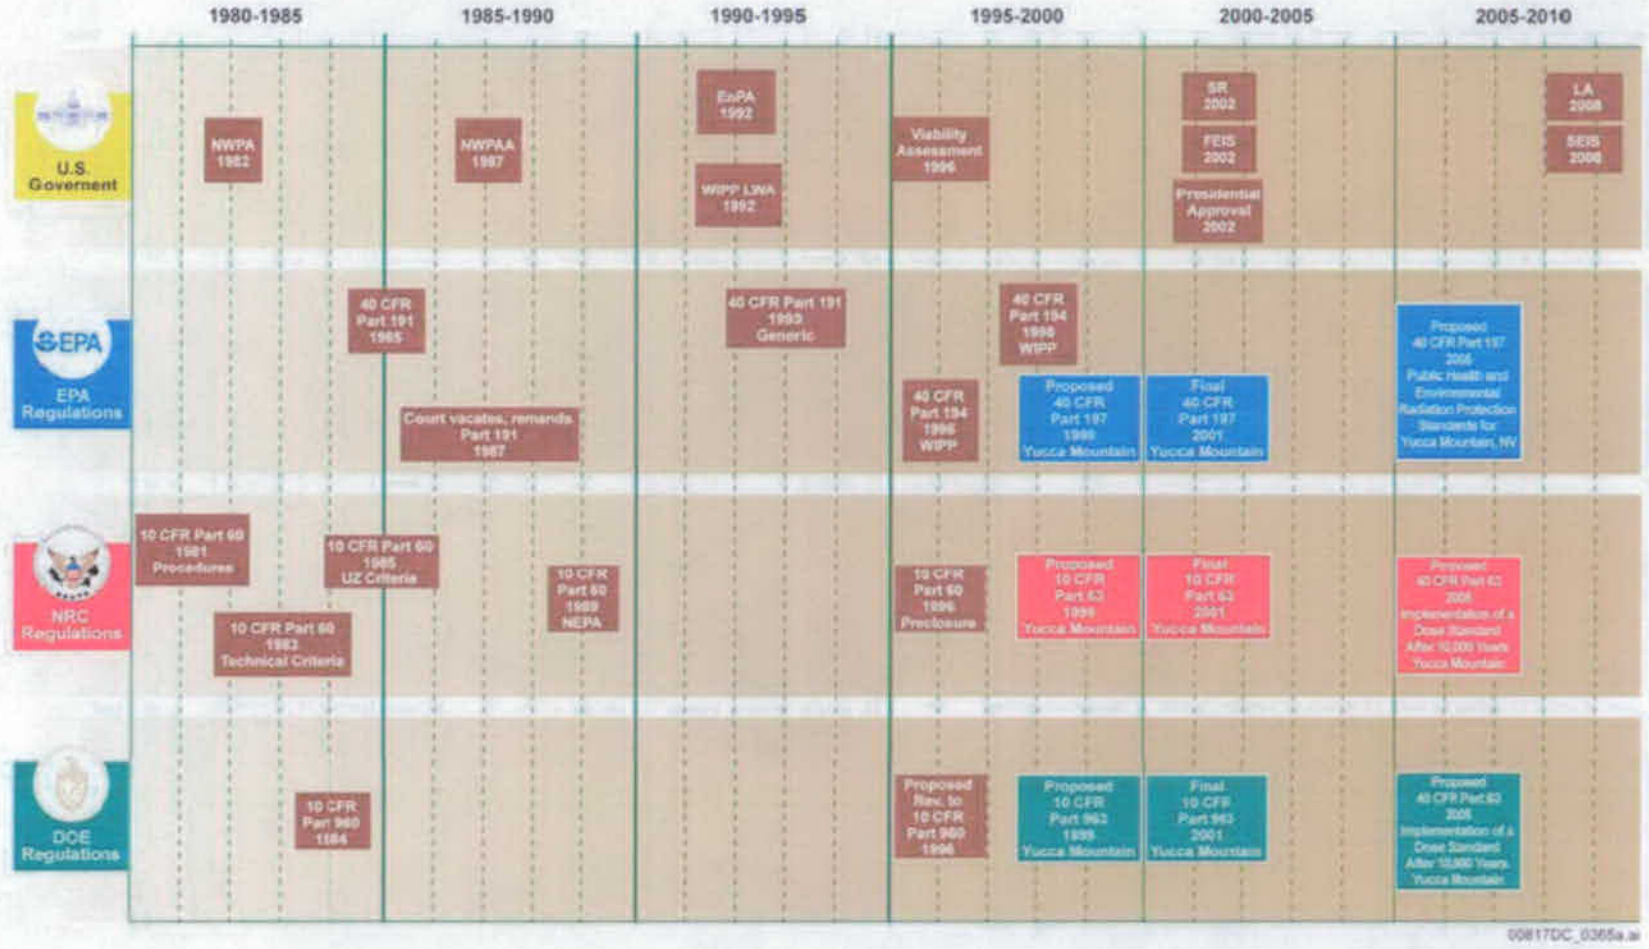 1980-1985
1985-1990
1990-1995
1995-2000
2000-2005
2005-2010
U.S.
Governent
NWPA
1982
NWPAA
1987
EnPA
1992
WIPP LWA
1992
Viability
Assessment
1996
SR
2002
FEIS
2002
Presidential
Approval
2002
LA
2008
SEIS
2008
EPA
EPA
Regulations
40 CFR
Part 191
1985
Court vacates, remands
Part 191
1987
40 CFR Part 191
1993
Generic
40 CFR
Part 194
1996
WIPP
40 CFR
Part 194
1998
WIPP
Proposed
40 CFR
Part 197
1999
Yucca Mountain
Final
40 CFR
Part 197
2001
Yucca Mountain
Proposed
40 CFR Part 197
2005
Public Health and
Environmental
Radiation Protection
Standards for
Yucca Mountain, NV
NRC
Regulations
10 CFR Part 60
1981
Procedures
10 CFR Part 60
1983
Technical Criteria
10 CFR Part 60
1985
UZ Criteria
10 CFR
Part 60
1989
NEPA
10 CFR
Part 60
1996
Preclosure
Proposed
10 CFR
Part 63
1999
Yucca Mountain
Final
10 CFR
Part 63
2001
Yucca Mountain
Proposed
40 CFR Part 63
2005
Implementation of a
Dose Standard
After 10,000 Years
Yucca Mountain
DOE
Regulations
10 CFR
Part 960
1984
Proposed
Rev. to
10 CFR
Part 960
1996
Proposed
10 CFR
Part 963
1999
Yucca Mountain
Final
10 CFR
Part 963
2001
Yucca Mountain
Proposed
40 CFR Part 63
2005
Implementation of a
Dose Standard
After 10,000 Years
Yucca Mountain
00817DC_0365a.ai